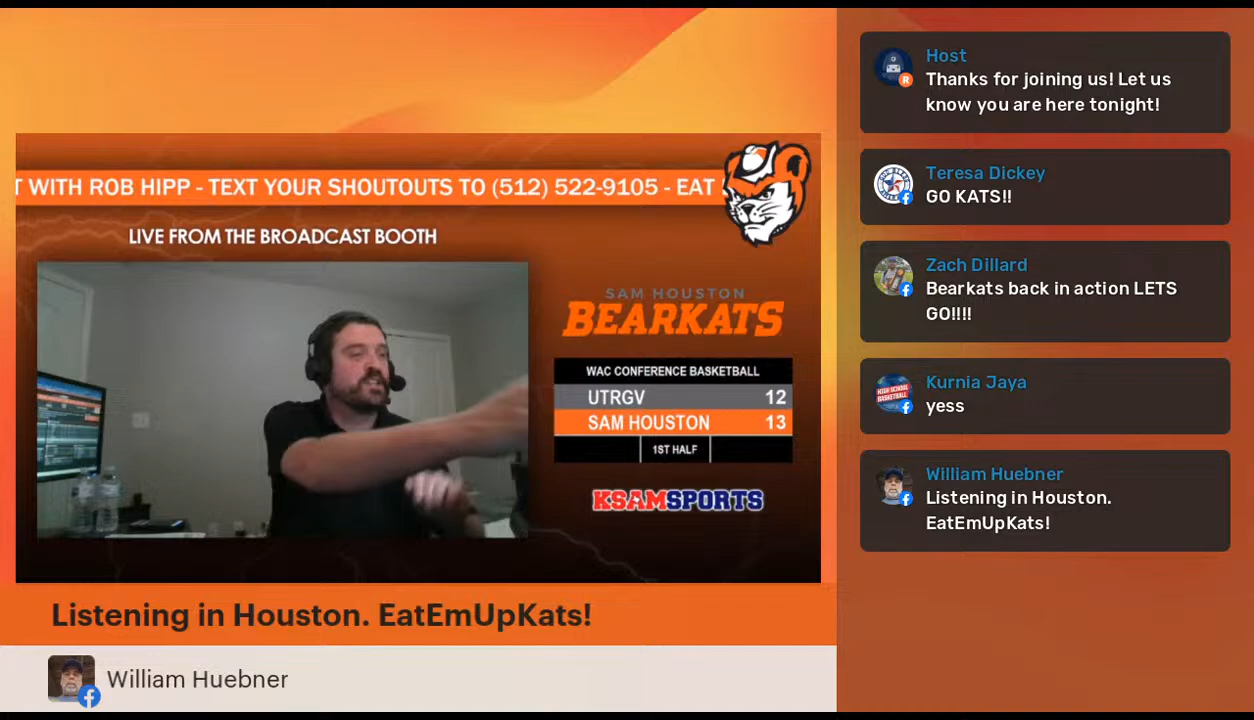 T WITH ROB HIPP - TEXT YOUR SHOUTOUTS TO (512) 522-9105 - EAT
LIVE FROM THE BROADCAST BOOTH
SAM HOUSTON
BEARKATS
WAC CONFERENCE BASKETBALL
UTRGV 12
SAM HOUSTON 13
1ST HALF
KSAMSPORTS
Listening in Houston. EatEmUpKats!
William Huebner
Host
Thanks for joining us! Let us
know you are here tonight!
Teresa Dickey
GO KATS!!
Zach Dillard
Bearkats back in action LETS
GO!!!!
Kurnia Jaya
yess
HIGH SCHOOL
BASKETBALL
William Huebner
Listening in Houston.
EatEmUpKats!